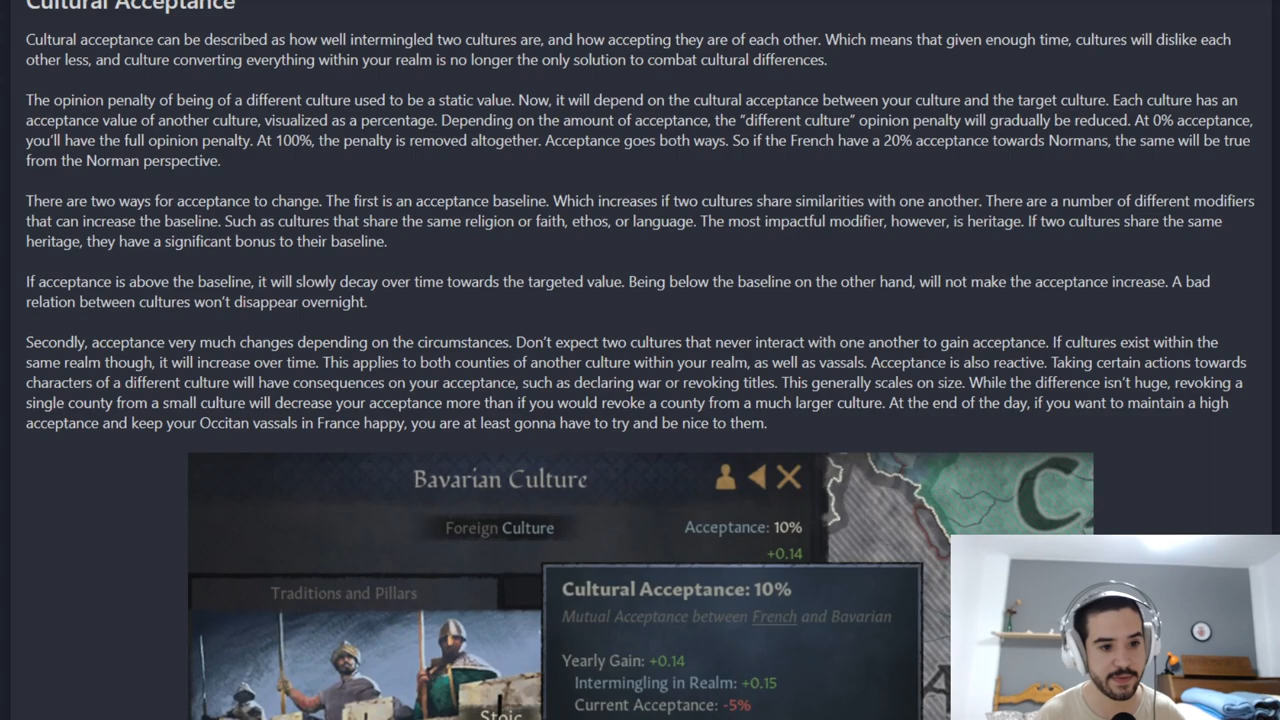 Cultural Acceptance
Cultural acceptance can be described as how well intermingled two cultures are, and how accepting they are of each other. Which means that given enough time, cultures will dislike each
other less, and culture converting everything within your realm is no longer the only solution to combat cultural differences.
The opinion penalty of being of a different culture used to be a static value. Now, it will depend on the cultural acceptance between your culture and the target culture. Each culture has an
acceptance value of another culture, visualized as a percentage. Depending on the amount of acceptance, the “different culture” opinion penalty will gradually be reduced. At 0% acceptance,
you’ll have the full opinion penalty. At 100%, the penalty is removed altogether. Acceptance goes both ways. So if the French have a 20% acceptance towards Normans, the same will be true
from the Norman perspective.
There are two ways for acceptance to change. The first is an acceptance baseline. Which increases if two cultures share similarities with one another. There are a number of different modifiers
that can increase the baseline. Such as cultures that share the same religion or faith, ethos, or language. The most impactful modifier, however, is heritage. If two cultures share the same
heritage, they have a significant bonus to their baseline.
If acceptance is above the baseline, it will slowly decay over time towards the targeted value. Being below the baseline on the other hand, will not make the acceptance increase. A bad
relation between cultures won’t disappear overnight.
Secondly, acceptance very much changes depending on the circumstances. Don’t expect two cultures that never interact with one another to gain acceptance. If cultures exist within the
same realm though, it will increase over time. This applies to both counties of another culture within your realm, as well as vassals. Acceptance is also reactive. Taking certain actions towards
characters of a different culture will have consequences on your acceptance, such as declaring war or revoking titles. This generally scales on size. While the difference isn’t huge, revoking a
single county from a small culture will decrease your acceptance more than if you would revoke a county from a much larger culture. At the end of the day, if you want to maintain a high
acceptance and keep your Occitan vassals in France happy, you are at least gonna have to try and be nice to them.
Bavarian Culture
Foreign Culture
Acceptance: 10%
+0.14
Traditions and Pillars
Cultural Acceptance: 10%
Mutual Acceptance between French and Bavarian
Yearly Gain: +0.14
Intermingling in Realm: +0.15
Current Acceptance: -5%
Stoic